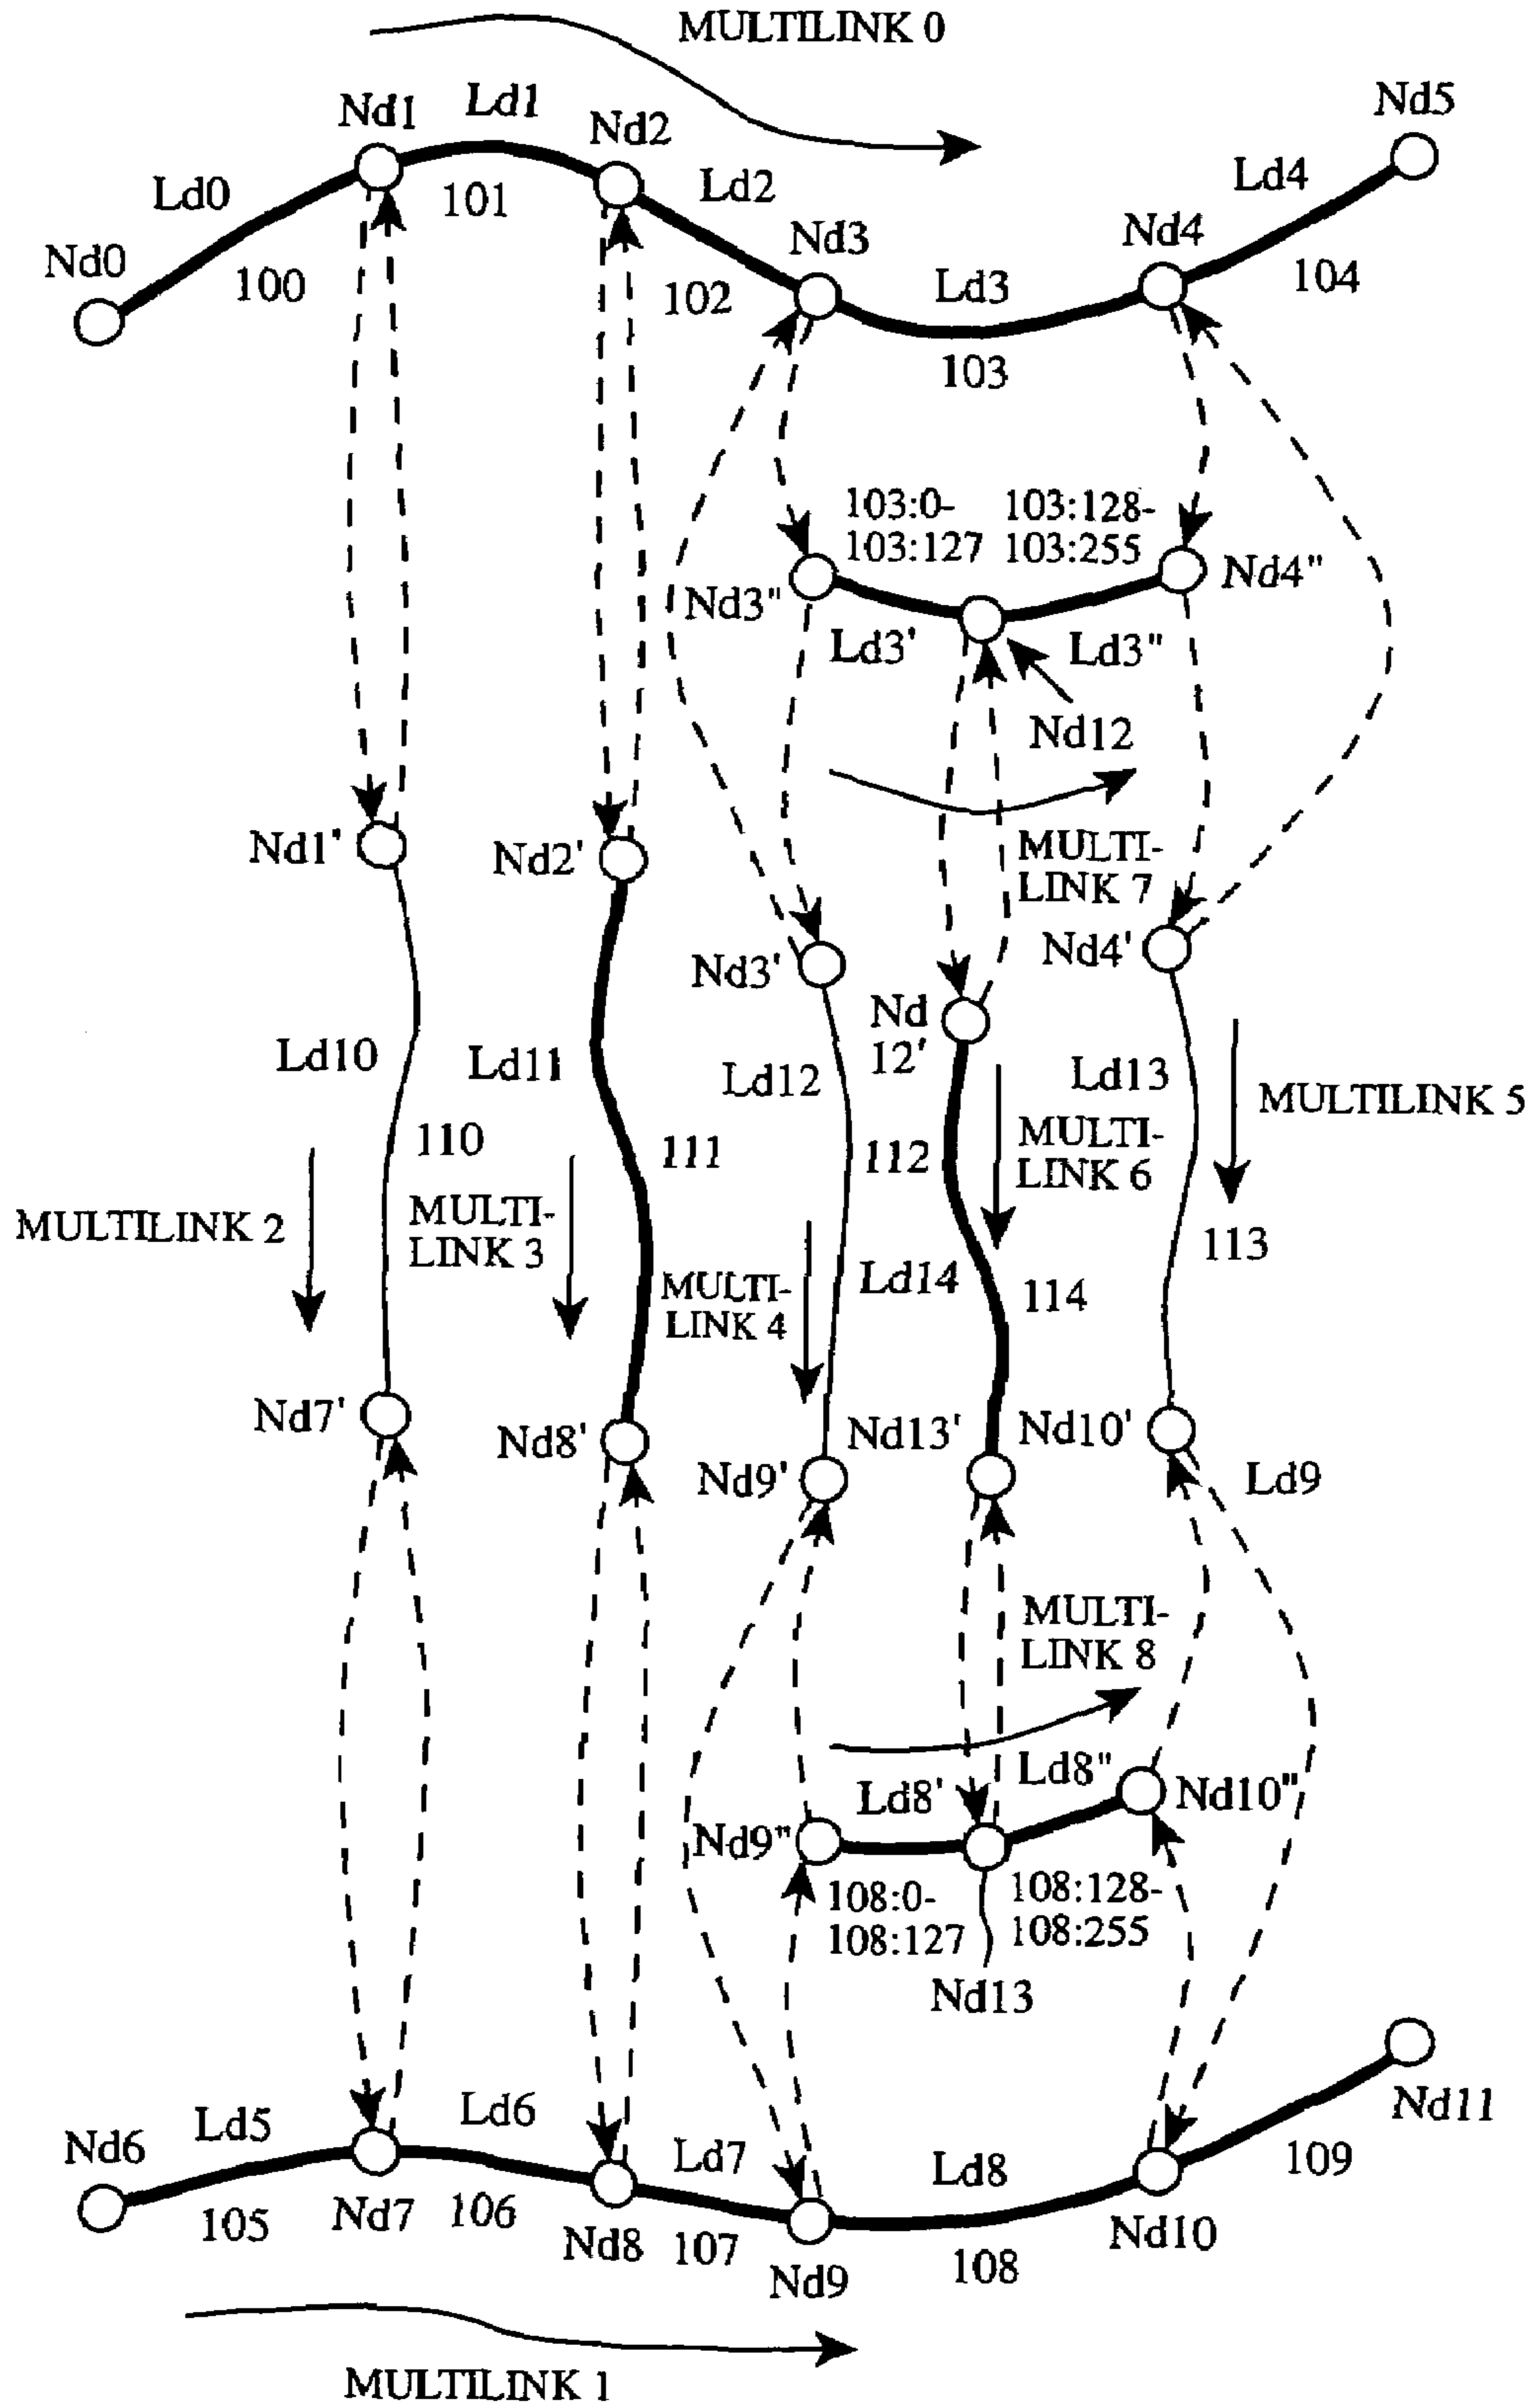 MULTILINK 0
Nd1
Ld1
Nd2
Nd5
Ld0
101
Ld2
Ld4
Nd0
100
102
Nd3
Ld3
Nd4
104
103
103:0-
103:127
103:128-
103:255
Nd3"
Nd4"
Ld3'
Ld3"
Nd12
MULTI-
LINK 7
Nd1'
Nd2'
Nd3'
Nd4'
Nd
12'
Ld10
Ld11
Ld12
Ld13
MULTILINK 5
110
111
112
MULTI-
LINK 6
MULTILINK 2
MULTI-
LINK 3
113
MULTI-
LINK 4
Ld14
114
Nd7'
Nd8'
Nd9'
Nd13'
Nd10'
Ld9
MULTI-
LINK 8
Ld8'
Ld8"
Nd10"
Nd9"
108:0-
108:127
108:128-
108:255
Nd13
Nd11
Nd6
Ld5
Ld6
Ld7
Ld8
109
105
Nd7
106
Nd8
107
Nd9
108
Nd10
MULTILINK 1